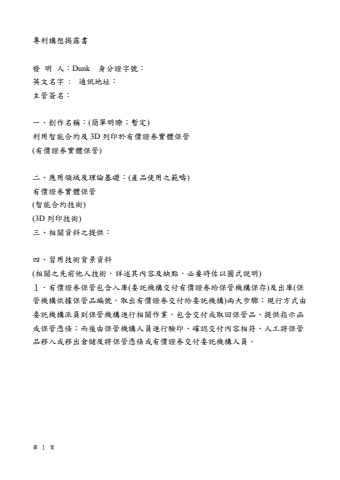 專利構想揭露書
發 明 人：Dunk 身分證字號：
英文名字 : 通訊地址：
主管簽名：
一、創作名稱：(簡單明瞭；暫定)
利用智能合約及 3D 列印於有價證券實體保管
(有價證券實體保管)
二、應用領域及理論基礎：(產品使用之範疇)
有價證券實體保管
(智能合約技術)
(3D 列印技術)
三、相關資料之提供：
四、習用技術背景資料
(相關之先前他人技術，詳述其內容及缺點，必要時佐以圖式說明)
１．有價證券保管包含入庫(委託機構交付有價證券給保管機構保存)及出庫(保
管機構依據保管品編號，取出有價證券交付給委託機構)兩大步驟；現行方式由
委託機構派員到保管機構進行相關作業，包含交付或取回保管品、提供指示函
或保管憑條；而後由保管機構人員進行驗印、確認交付內容相符、人工將保管
品移入或移出倉儲及將保管憑條或有價證券交付委託機構人員。
第 1 頁